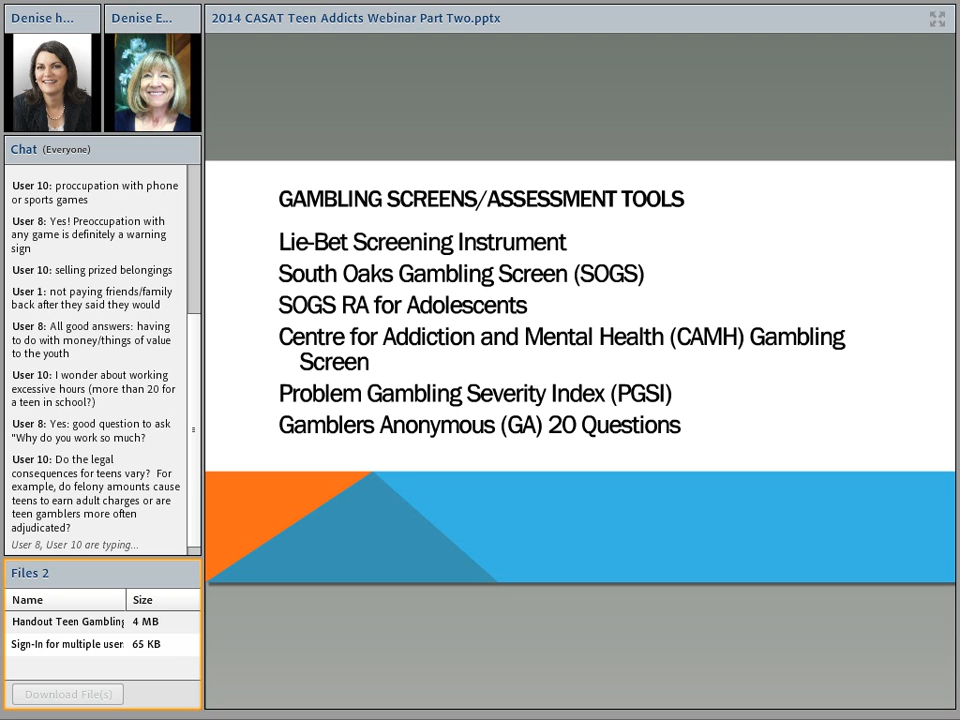 Denise h...
Denise E...
2014 CASAT Teen Addicts Webinar Part Two.pptx
Chat (Everyone)
User 10: proccupation with phone
or sports games
User 8: Yes! Preoccupation with
any game is definitely a warning
sign
User 10: selling prized belongings
User 1: not paying friends/family
back after they said they would
User 8: All good answers: having
to do with money/things of value
to the youth
User 10: I wonder about working
excessive hours (more than 20 for
a teen in school?)
User 8: Yes: good question to ask
"Why do you work so much?
User 10: Do the legal
consequences for teens vary? For
example, do felony amounts cause
teens to earn adult charges or are
teen gamblers more often
adjudicated?
User 8, User 10 are typing...
Files 2
Name Size
Handout Teen Gambling 4 MB
Sign-In for multiple user 65 KB
Download File(s)
GAMBLING SCREENS/ASSESSMENT TOOLS
Lie-Bet Screening Instrument
South Oaks Gambling Screen (SOGS)
SOGS RA for Adolescents
Centre for Addiction and Mental Health (CAMH) Gambling
Screen
Problem Gambling Severity Index (PGSI)
Gamblers Anonymous (GA) 20 Questions